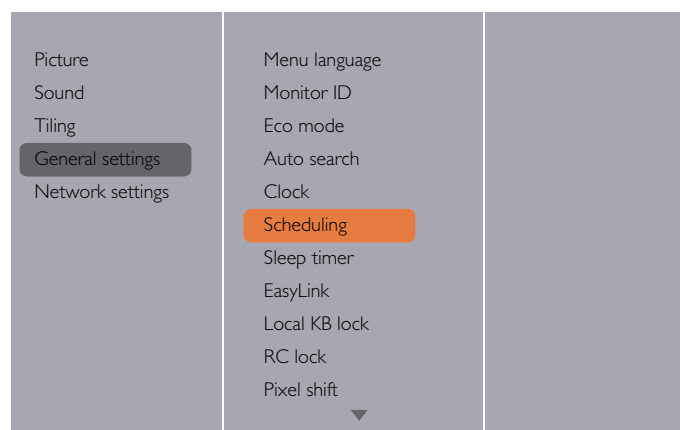 Picture
Sound
Tiling
General settings
Network settings
Menu language
Monitor ID
Eco mode
Auto search
Clock
Scheduling
Sleep timer
EasyLink
Local KB lock
RC lock
Pixel shift